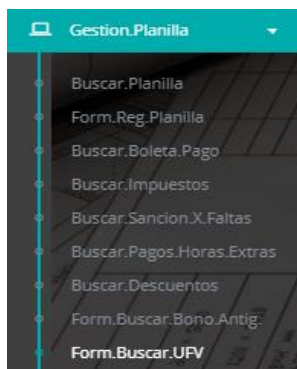 Gestion.Planilla
Buscar.Planilla
Form.Reg.Planilla
Buscar.Boleta.Pago
Buscar.Impuestos
Buscar.Sancion.X.Faltas
Buscar.Pagos.Horas.Extras
Buscar.Descuentos
Form.Buscar.Bono.Antig.
Form.Buscar.UFV